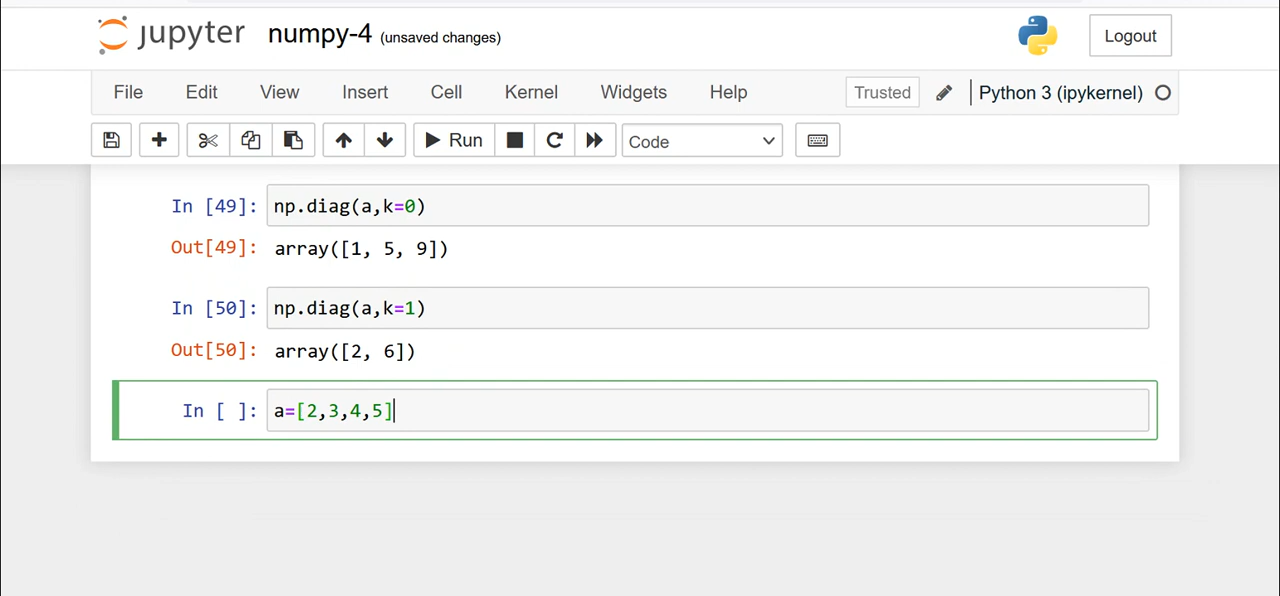 jupyter numpy-4 (unsaved changes) Logout
File Edit View Insert Cell Kernel Widgets Help Trusted Python 3 (ipykernel)
Run Code
In [49]: np.diag(a,k=0)
Out[49]: array([1, 5, 9])
In [50]: np.diag(a,k=1)
Out[50]: array([2, 6])
In [ ]: a=[2,3,4,5]